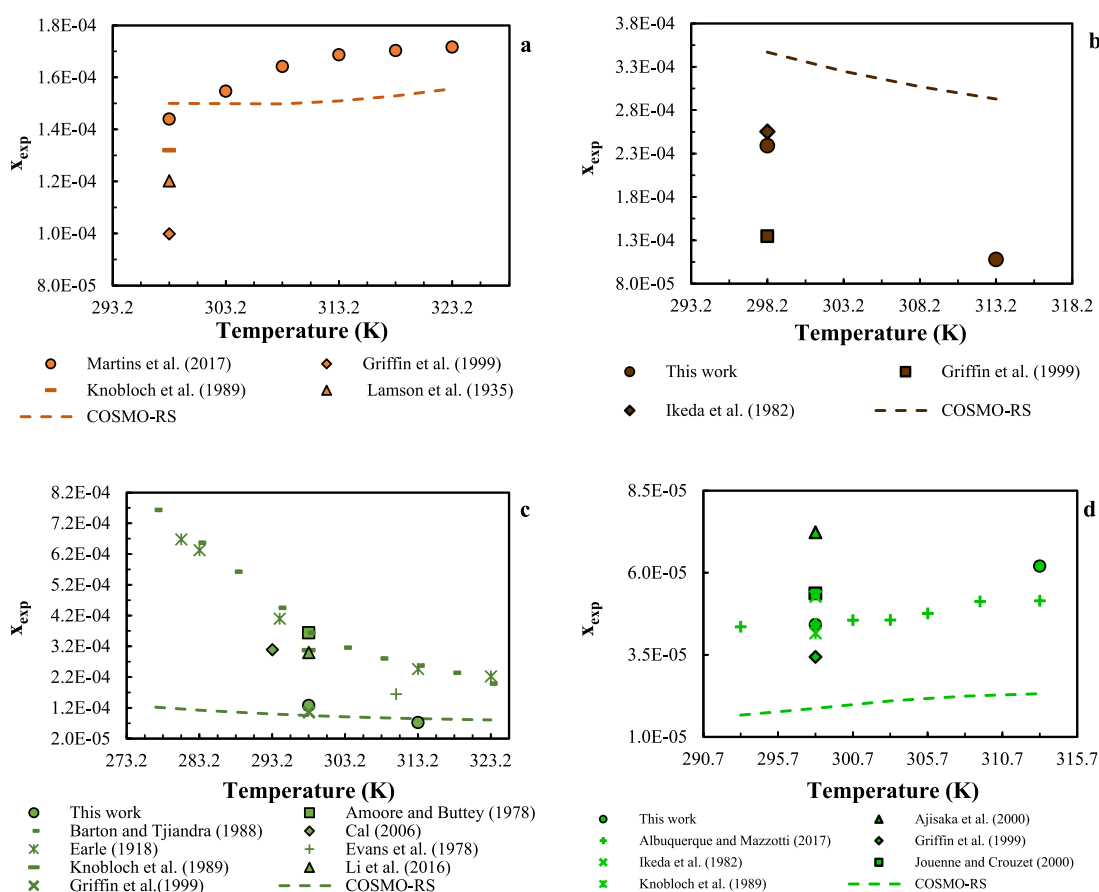 1.8E-04
a
1.6E-04
1.4E-04
1.2E-04
1.0E-04
8.0E-05
x_exp
293.2 303.2 313.2 323.2
Temperature (K)
Martins et al. (2017) Griffin et al. (1999)
Knobloch et al. (1989) Lamson et al. (1935)
COSMO-RS
3.8E-04
b
3.3E-04
2.8E-04
2.3E-04
1.8E-04
1.3E-04
8.0E-05
x_exp
293.2 298.2 303.2 308.2 313.2 318.2
Temperature (K)
This work Griffin et al. (1999)
Ikeda et al. (1982) COSMO-RS
8.2E-04
c
7.2E-04
6.2E-04
5.2E-04
4.2E-04
3.2E-04
2.2E-04
1.2E-04
2.0E-05
x_exp
273.2 283.2 293.2 303.2 313.2 323.2
Temperature (K)
This work Amoore and Buttey (1978)
Barton and Tjiandra (1988) Cal (2006)
Earle (1918) Evans et al. (1978)
Knobloch et al. (1989) Li et al. (2016)
Griffin et al.(1999) COSMO-RS
8.5E-05
d
6.0E-05
3.5E-05
1.0E-05
x_exp
290.7 295.7 300.7 305.7 310.7 315.7
Temperature (K)
This work Ajisaka et al. (2000)
Albuquerque and Mazzotti (2017) Griffin et al. (1999)
Ikeda et al. (1982) Jouenne and Crouzet (2000)
Knobloch et al. (1989) COSMO-RS